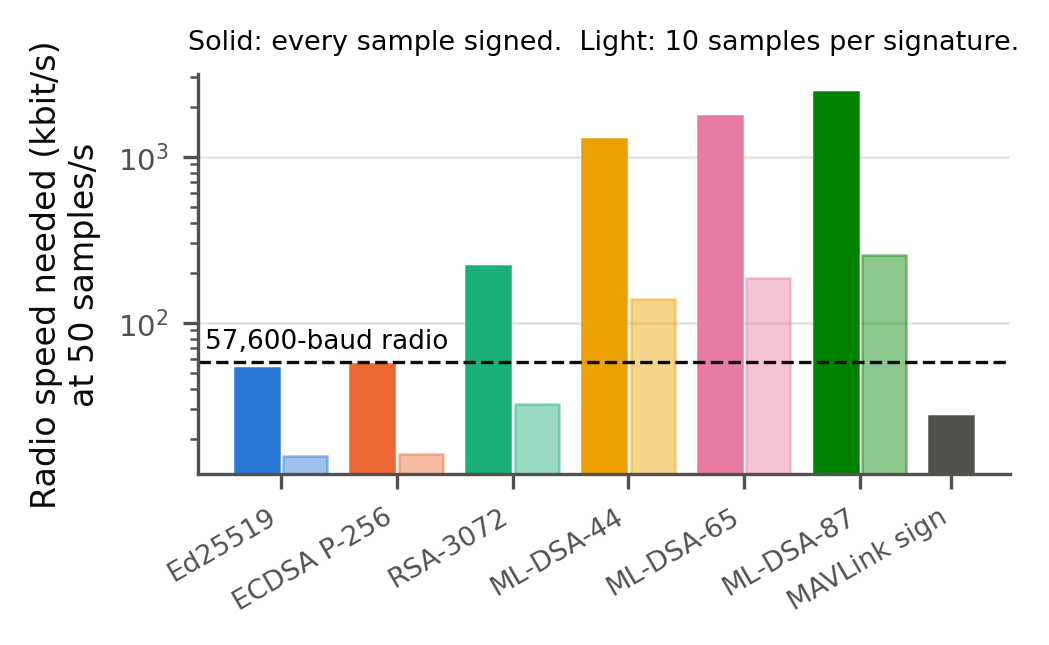 Solid: every sample signed.  Light: 10 samples per signature.
Radio speed needed (kbit/s)
at 50 samples/s
10³
10²
57,600-baud radio
Ed25519
ECDSA P-256
RSA-3072
ML-DSA-44
ML-DSA-65
ML-DSA-87
MAVLink sign